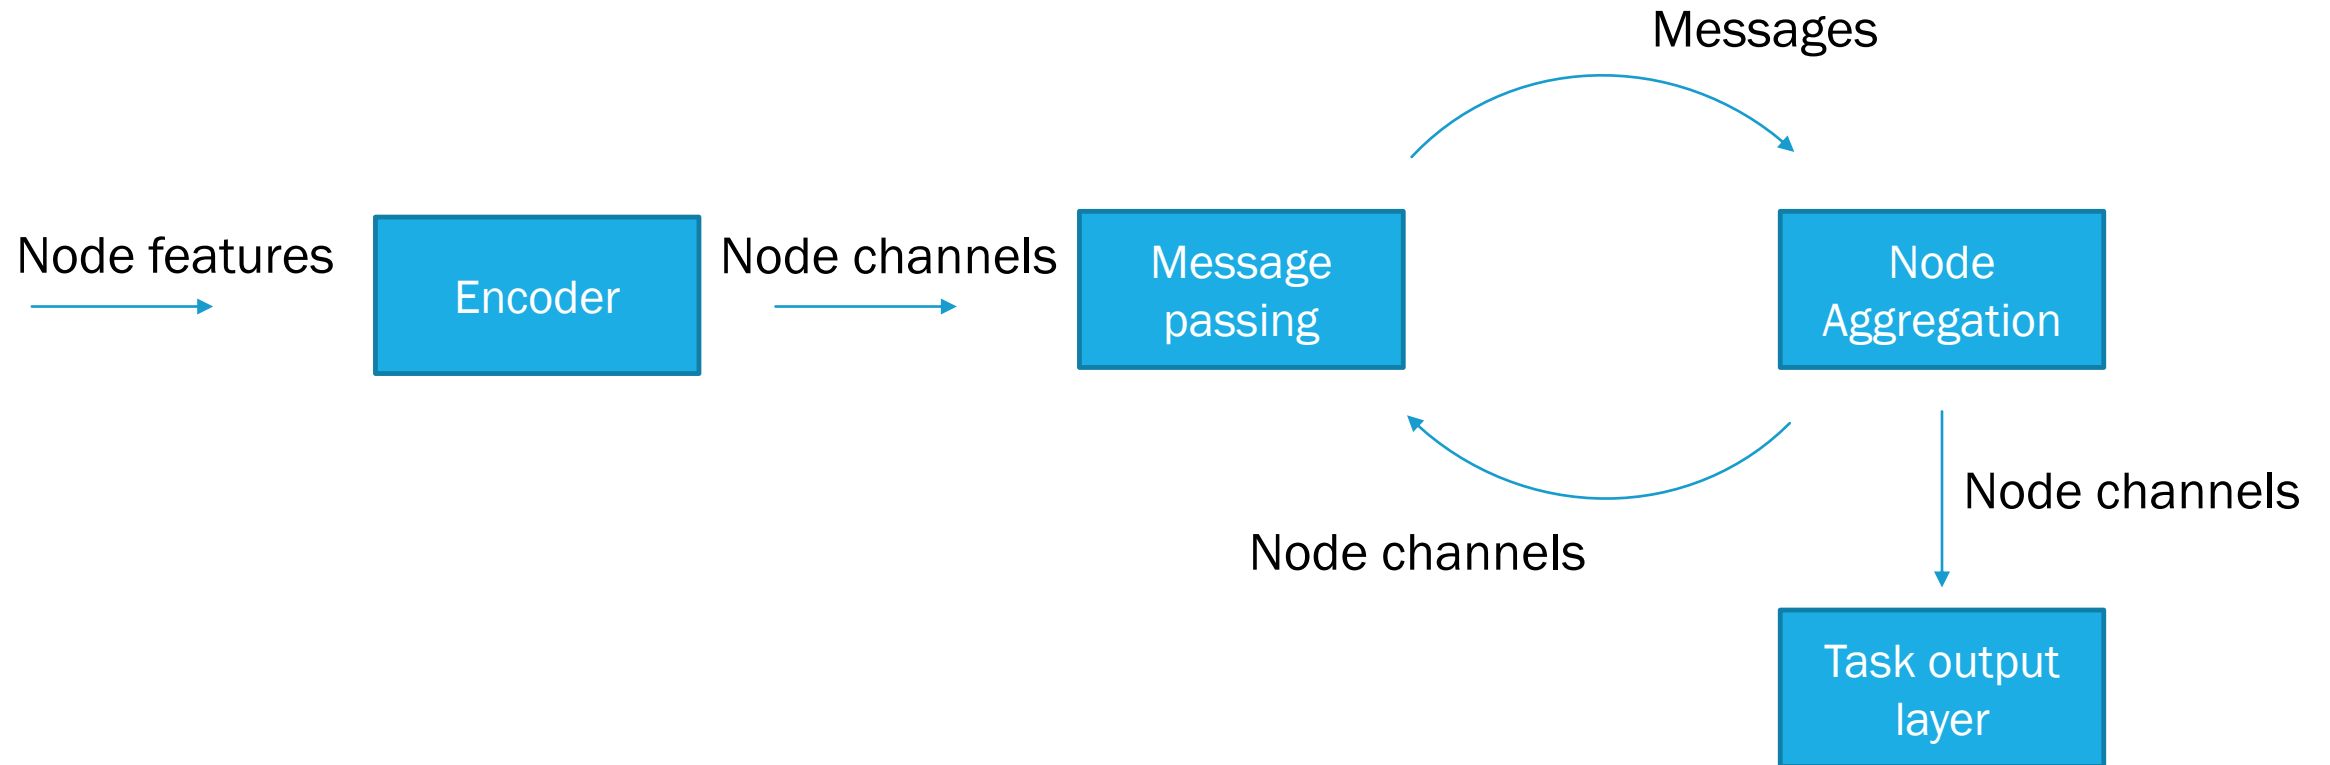 Messages
Node features
Encoder
Node channels
Message
passing
Node
Aggregation
Node channels
Node channels
Task output
layer